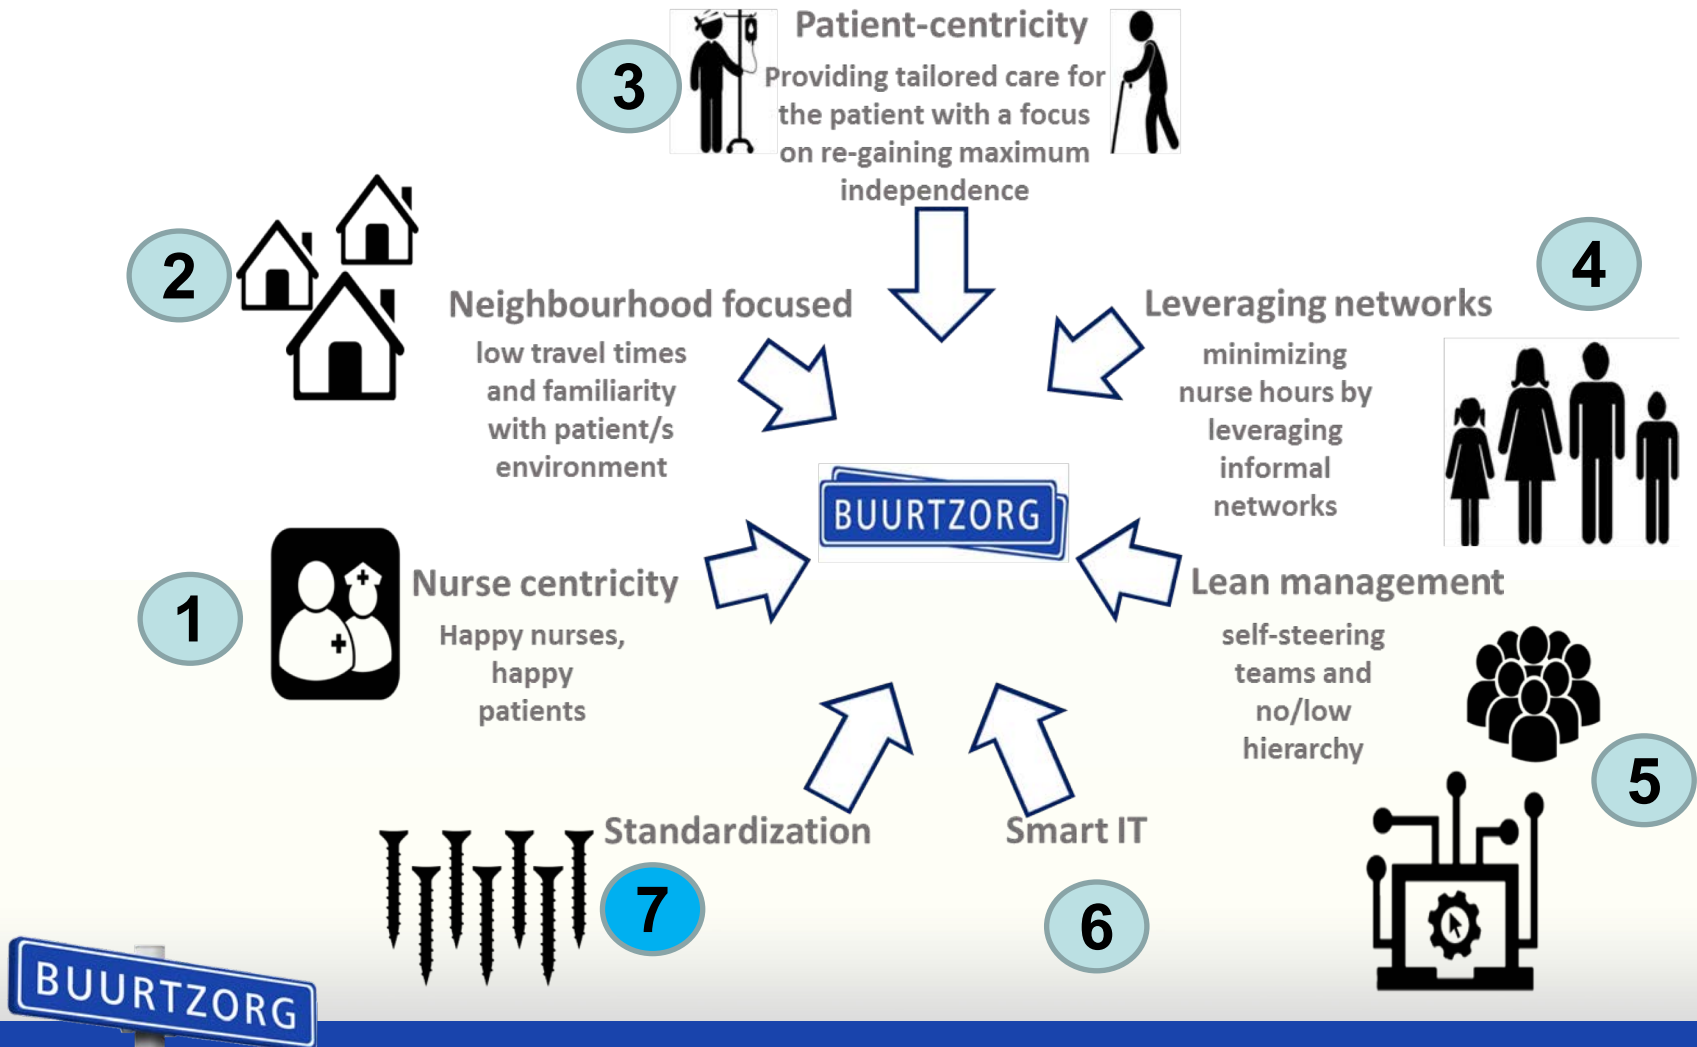 3
Patient-centricity
Providing tailored care for
the patient with a focus
on re-gaining maximum
independence
2
Neighbourhood focused
low travel times
and familiarity
with patient/s
environment
4
Leveraging networks
minimizing
nurse hours by
leveraging
informal
networks
BUURTZORG
1
Nurse centricity
Happy nurses,
happy
patients
Lean management
self-steering
teams and
no/low
hierarchy
5
Standardization
7
Smart IT
6
BUURTZORG